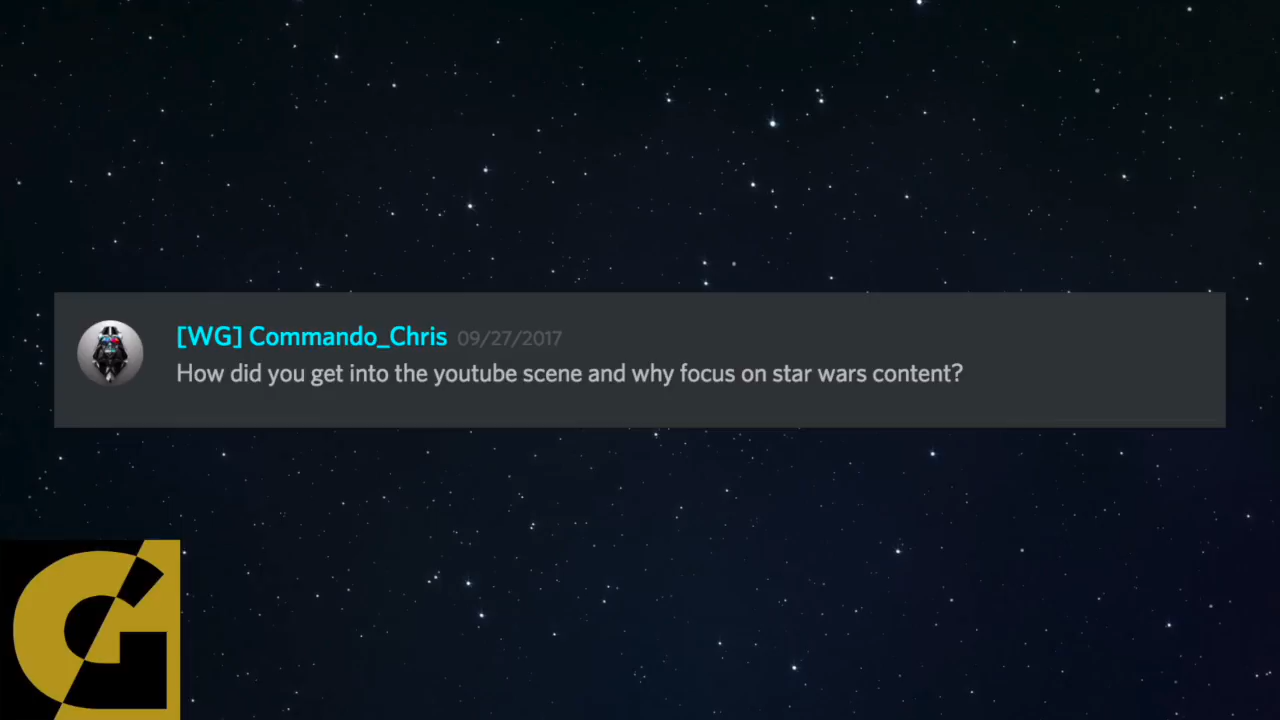 [WG] Commando_Chris 09/27/2017
How did you get into the youtube scene and why focus on star wars content?
G